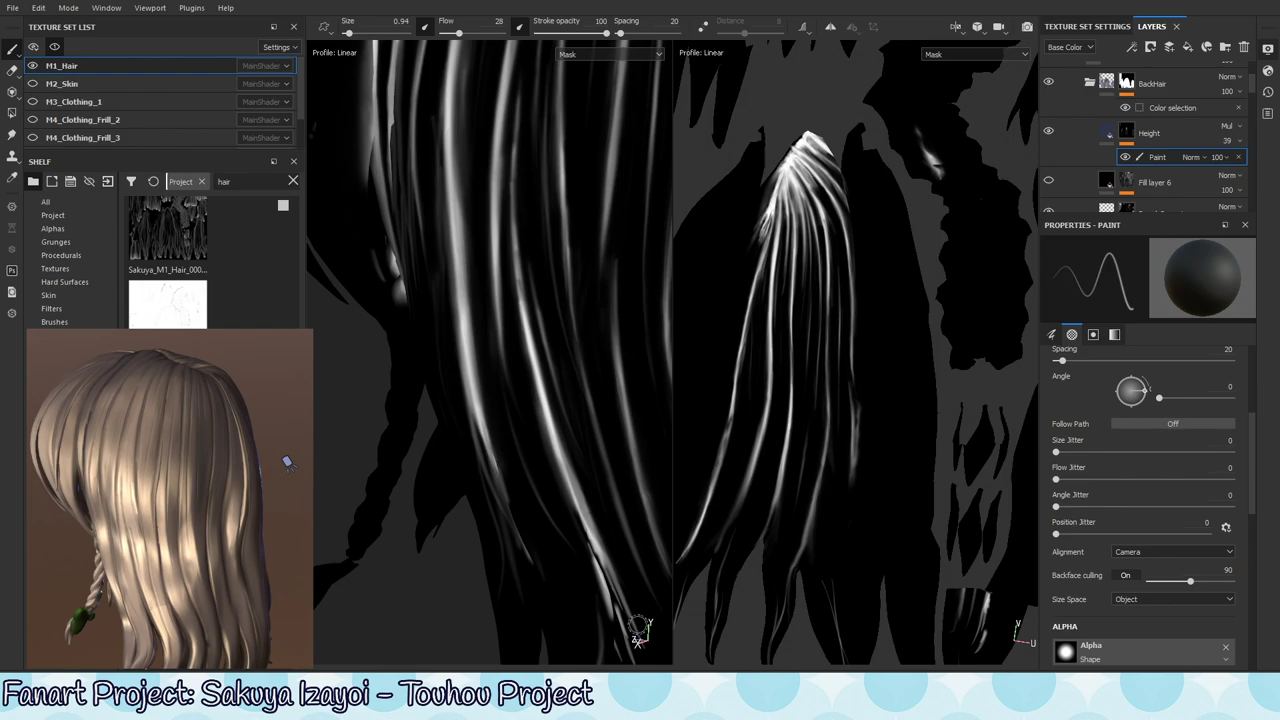 File Edit Mode Window Viewport Plugins Help
TEXTURE SET LIST
Size 0.94 Flow 28 Stroke opacity 100 Spacing 20 Distance 8
TEXTURE SET SETTINGS LAYERS
Settings
Base Color
Profile: Linear Mask
Profile: Linear Mask
M1_Hair MainShader
M2_Skin MainShader
M3_Clothing_1 MainShader
M4_Clothing_Frill_2 MainShader
M4_Clothing_Frill_3 MainShader
BackHair Norm
100
Color selection
Height Mul
39
Paint Norm 100
Fill layer 6 Norm
100
Norm
SHELF
Project hair
All
Project
Alphas
Grunges
Procedurals
Textures
Hard Surfaces
Skin
Filters
Brushes
Sakuya_M1_Hair_000...
Ps
PROPERTIES - PAINT
Spacing 20
Angle 0
Follow Path Off
Size Jitter 0
Flow Jitter 0
Angle Jitter 0
Position Jitter 0
Alignment Camera
Backface culling On 90
Size Space Object
ALPHA
Alpha
Shape
Y
Z
X
V
U
Fanart Project: Sakuya Izayoi - Touhou Project